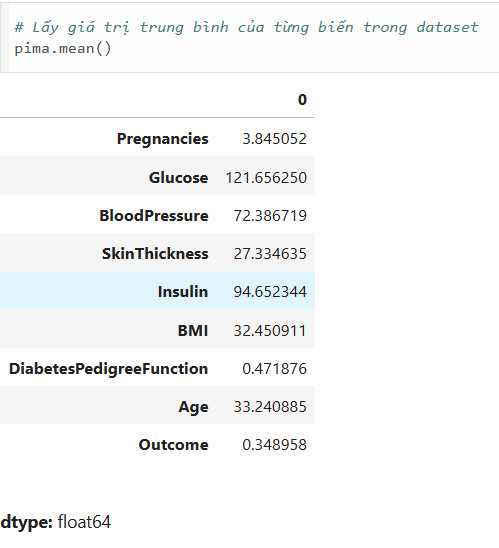 # Lấy giá trị trung bình của từng biến trong dataset
pima.mean()
0
Pregnancies 3.845052
Glucose 121.656250
BloodPressure 72.386719
SkinThickness 27.334635
Insulin 94.652344
BMI 32.450911
DiabetesPedigreeFunction 0.471876
Age 33.240885
Outcome 0.348958
dtype: float64